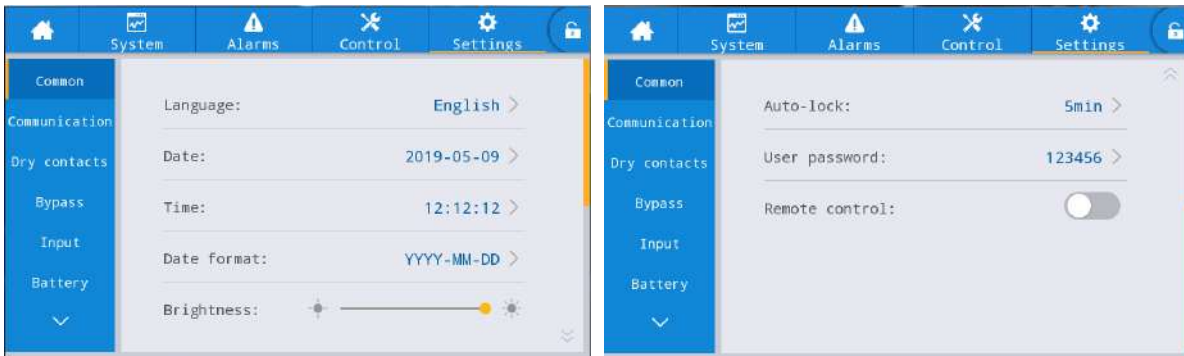 System Alarms Control Settings
Common
Communication
Dry contacts
Bypass
Input
Battery
Language: English
Date: 2019-05-09
Time: 12:12:12
Date format: YYYY-MM-DD
Brightness:
System Alarms Control Settings
Common
Communication
Dry contacts
Bypass
Input
Battery
Auto-lock: 5min
User password: 123456
Remote control: